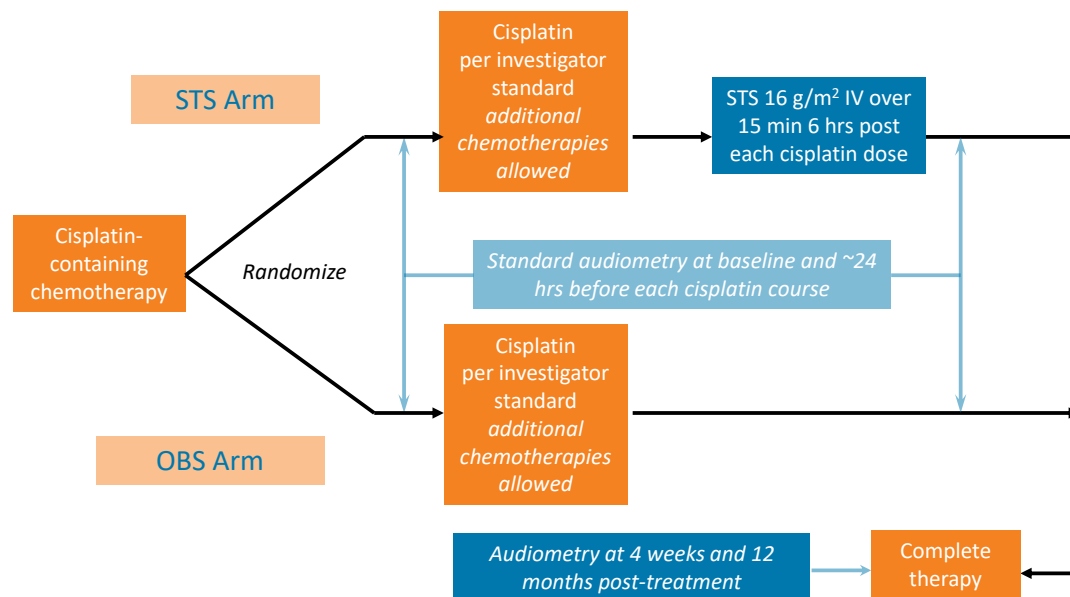 STS Arm
Cisplatin
per investigator
standard
additional
chemotherapies
allowed
STS 16 g/m² IV over
15 min 6 hrs post
each cisplatin dose
Cisplatin-
containing
chemotherapy
Randomize
Standard audiometry at baseline and ~24
hrs before each cisplatin course
OBS Arm
Cisplatin
per investigator
standard
additional
chemotherapies
allowed
Audiometry at 4 weeks and 12
months post-treatment
Complete
therapy